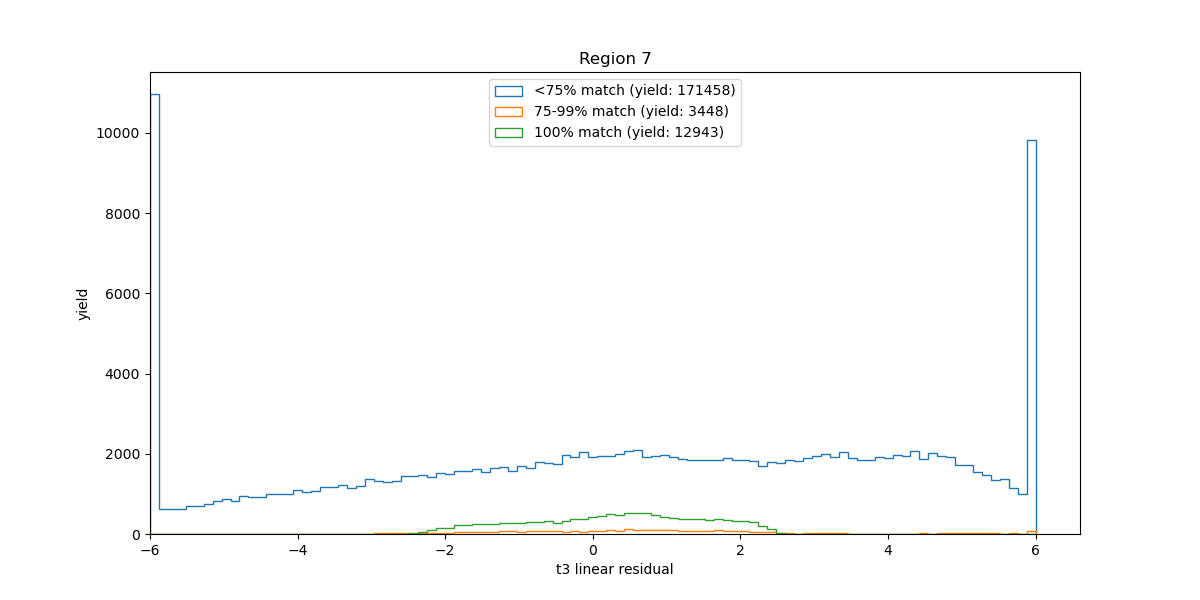 Region 7
<75% match (yield: 171458)
75-99% match (yield: 3448)
100% match (yield: 12943)
yield
10000
8000
6000
4000
2000
0
−6
−4
−2
0
2
4
6
t3 linear residual